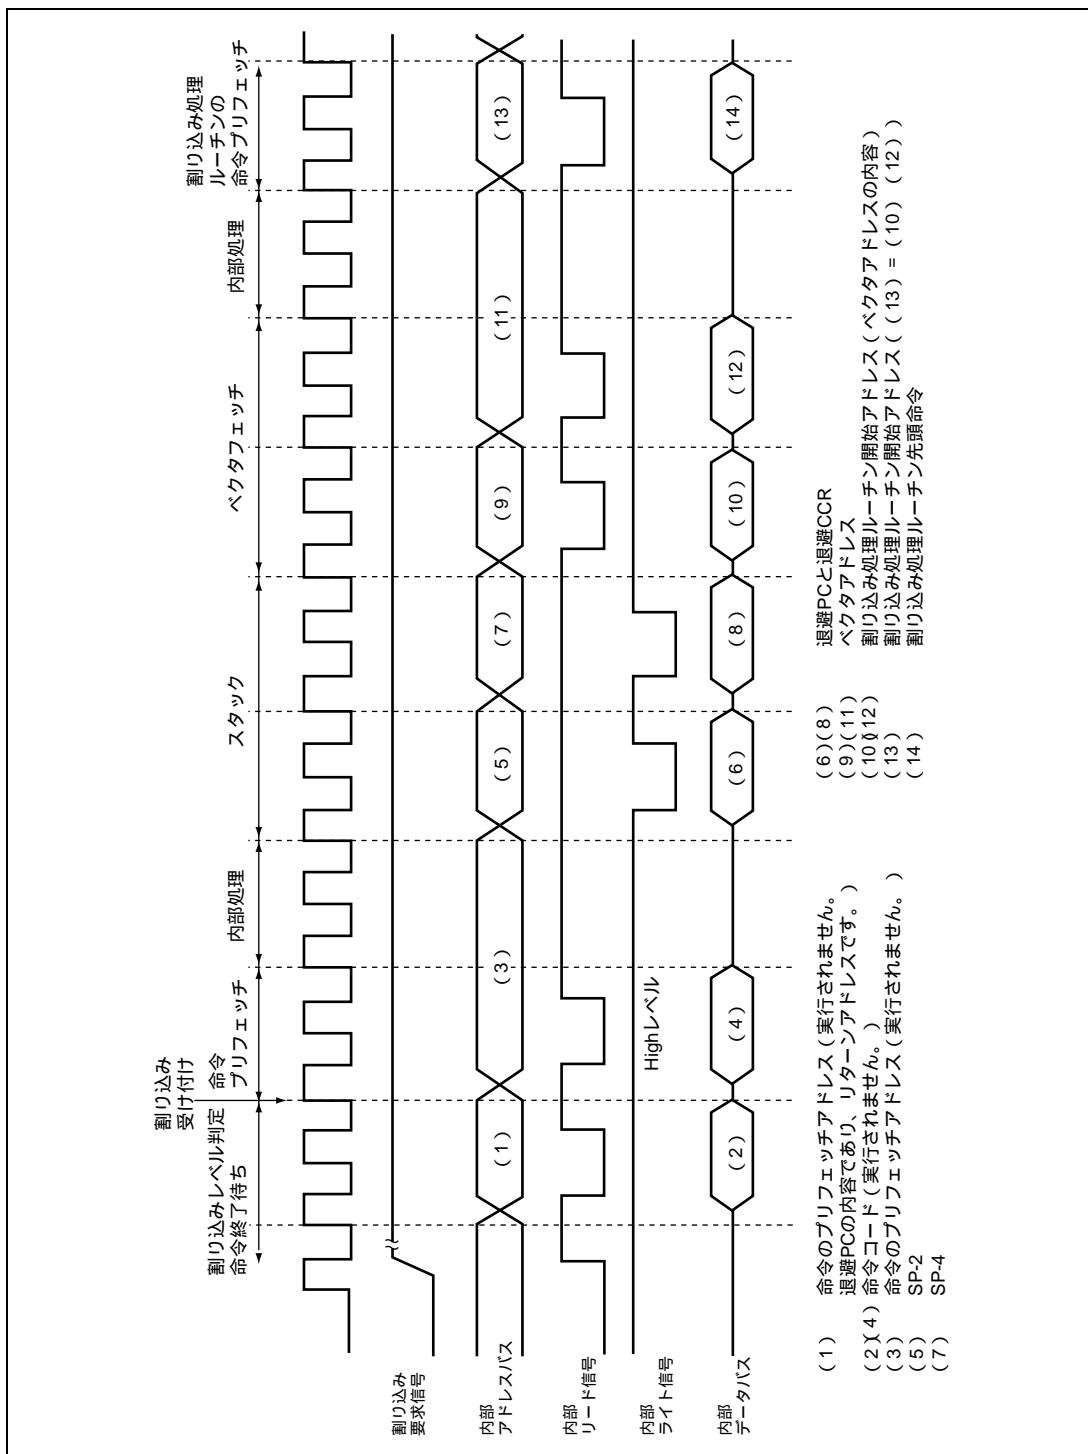 割り込み
受け付け
割り込みレベル判定
命令終了待ち
命令
プリフェッチ
内部処理
スタック
ベクタフェッチ
内部処理
割り込み処理
ルーチンの
命令プリフェッチ
割り込み
要求信号
内部
アドレスバス
(1)
(3)
(5)
(7)
(9)
(11)
(13)
内部
リード信号
内部
ライト信号
Highレベル
内部
データバス
(2)
(4)
(6)
(8)
(10)
(12)
(14)
(1) 命令のプリフェッチアドレス(実行されません。
退避PCの内容であり、リターンアドレスです。)
(2)(4) 命令コード(実行されません。)
(3) 命令のプリフェッチアドレス(実行されません。)
(5) SP-2
(7) SP-4
(6)(8) 退避PCと退避CCR
(9)(11) ベクタアドレス
(10)(12) 割り込み処理ルーチン開始アドレス(ベクタアドレスの内容)
(13) 割り込み処理ルーチン開始アドレス((13)=(10)(12))
(14) 割り込み処理ルーチン先頭命令